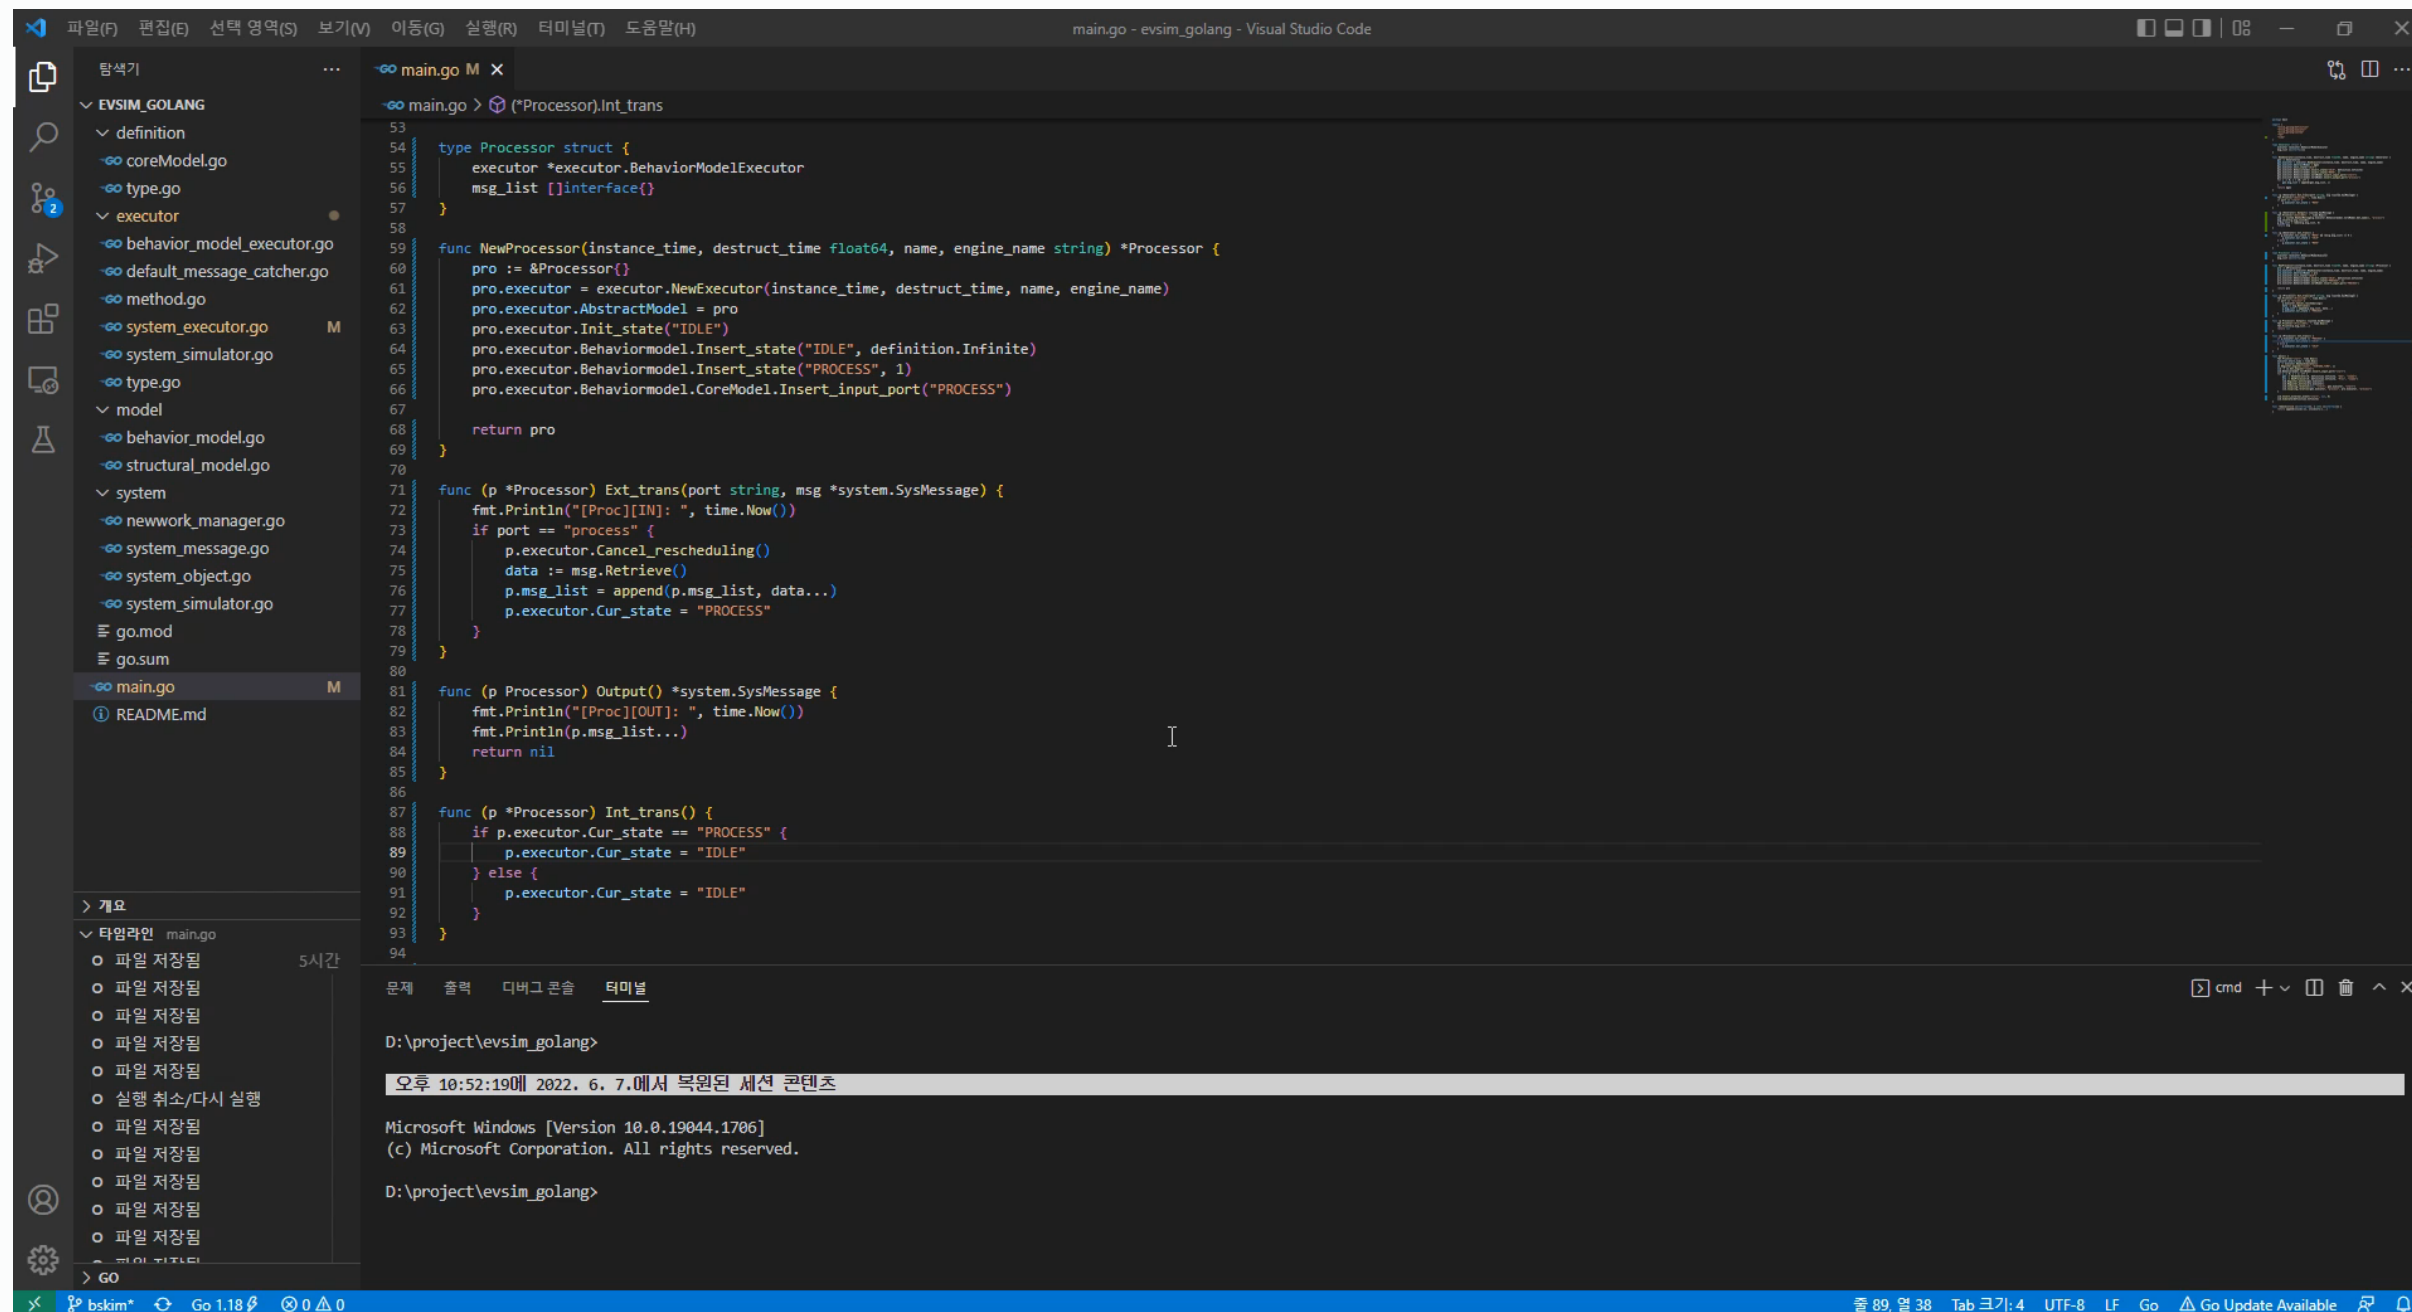 파일(F) 편집(E) 선택 영역(S) 보기(V) 이동(G) 실행(R) 터미널(T) 도움말(H) main.go - evsim_golang - Visual Studio Code
탐색기
EVSIM_GOLANG
definition
coreModel.go
type.go
executor
behavior_model_executor.go
default_message_catcher.go
method.go
system_executor.go M
system_simulator.go
type.go
model
behavior_model.go
structural_model.go
system
newwork_manager.go
system_message.go
system_object.go
system_simulator.go
go.mod
go.sum
main.go M
README.md
개요
타임라인 main.go
파일 저장됨 5시간
파일 저장됨
파일 저장됨
파일 저장됨
파일 저장됨
실행 취소/다시 실행
파일 저장됨
파일 저장됨
파일 저장됨
파일 저장됨
파일 저장됨
GO
main.go M
main.go > (*Processor).Int_trans
53
54 type Processor struct {
55 executor *executor.BehaviorModelExecutor
56 msg_list []interface{}
57 }
58
59 func NewProcessor(instance_time, destruct_time float64, name, engine_name string) *Processor {
60 pro := &Processor{}
61 pro.executor = executor.NewExecutor(instance_time, destruct_time, name, engine_name)
62 pro.executor.AbstractModel = pro
63 pro.executor.Init_state("IDLE")
64 pro.executor.Behaviormodel.Insert_state("IDLE", definition.Infinite)
65 pro.executor.Behaviormodel.Insert_state("PROCESS", 1)
66 pro.executor.Behaviormodel.CoreModel.Insert_input_port("PROCESS")
67
68 return pro
69 }
70
71 func (p *Processor) Ext_trans(port string, msg *system.SysMessage) {
72 fmt.Println("[Proc][IN]: ", time.Now())
73 if port == "process" {
74 p.executor.Cancel_rescheduling()
75 data := msg.Retrieve()
76 p.msg_list = append(p.msg_list, data...)
77 p.executor.Cur_state = "PROCESS"
78 }
79 }
80
81 func (p Processor) Output() *system.SysMessage {
82 fmt.Println("[Proc][OUT]: ", time.Now())
83 fmt.Println(p.msg_list...)
84 return nil
85 }
86
87 func (p *Processor) Int_trans() {
88 if p.executor.Cur_state == "PROCESS" {
89 p.executor.Cur_state = "IDLE"
90 } else {
91 p.executor.Cur_state = "IDLE"
92 }
93 }
94
문제 출력 디버그 콘솔 터미널 cmd
D:\project\evsim_golang>
오후 10:52:19에 2022. 6. 7.에서 복원된 세션 콘텐츠
Microsoft Windows [Version 10.0.19044.1706]
(c) Microsoft Corporation. All rights reserved.
D:\project\evsim_golang>
2
bskim* Go 1.18 0 0 줄 89, 열 38 Tab 크기: 4 UTF-8 LF Go Go Update Available